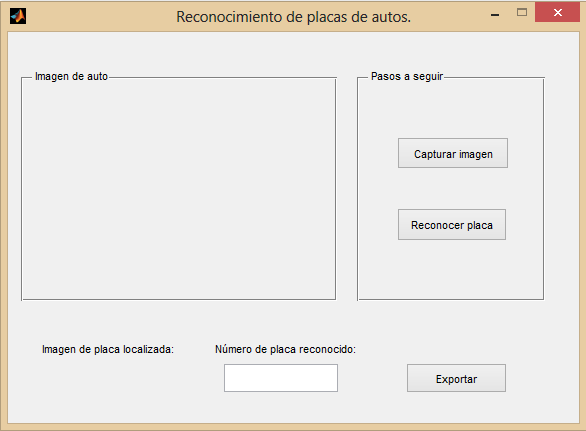 Reconocimiento de placas de autos.
Imagen de auto
Pasos a seguir
Capturar imagen
Reconocer placa
Imagen de placa localizada:
Número de placa reconocido:
Exportar